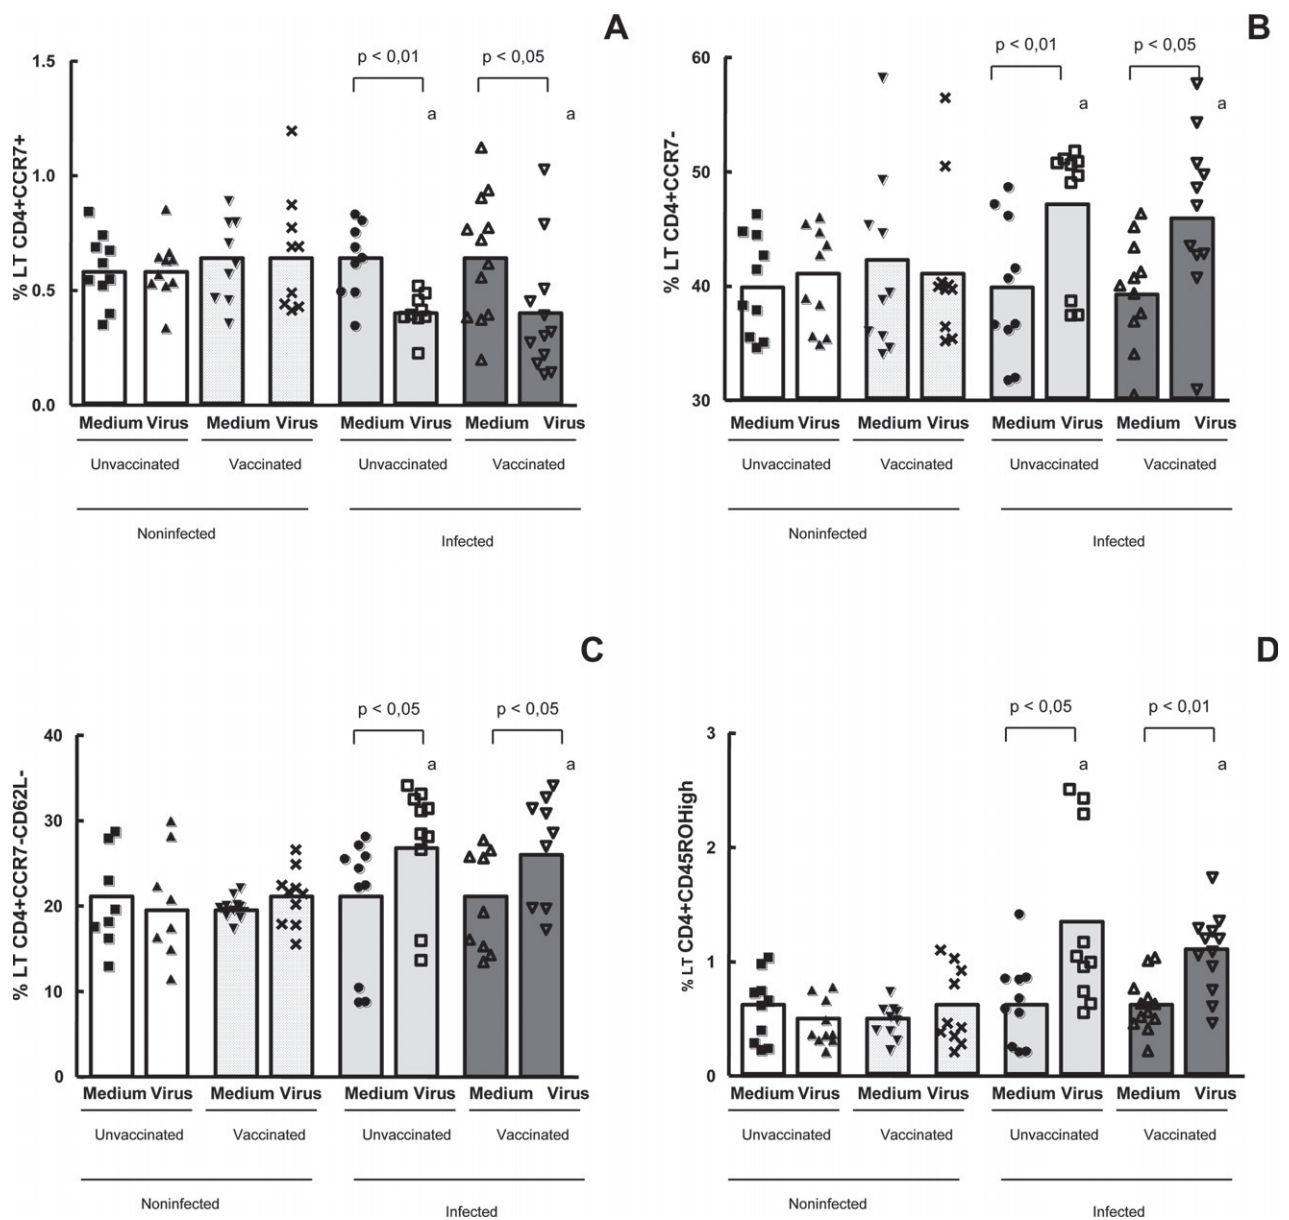 A
p < 0,01
p < 0,05
a
a
1.5
1.0
0.5
0.0
% LT CD4+CCR7+
Medium Virus Medium Virus Medium Virus Medium Virus
Unvaccinated Vaccinated Unvaccinated Vaccinated
Noninfected Infected
B
p < 0,01
p < 0,05
a
a
60
50
40
30
% LT CD4+CCR7-
Medium Virus Medium Virus Medium Virus Medium Virus
Unvaccinated Vaccinated Unvaccinated Vaccinated
Noninfected Infected
C
p < 0,05
p < 0,05
a
a
40
30
20
10
0
% LT CD4+CCR7-CD62L-
Medium Virus Medium Virus Medium Virus Medium Virus
Unvaccinated Vaccinated Unvaccinated Vaccinated
Noninfected Infected
D
p < 0,05
p < 0,01
a
a
3
2
1
0
% LT CD4+CD45ROHigh
Medium Virus Medium Virus Medium Virus Medium Virus
Unvaccinated Vaccinated Unvaccinated Vaccinated
Noninfected Infected